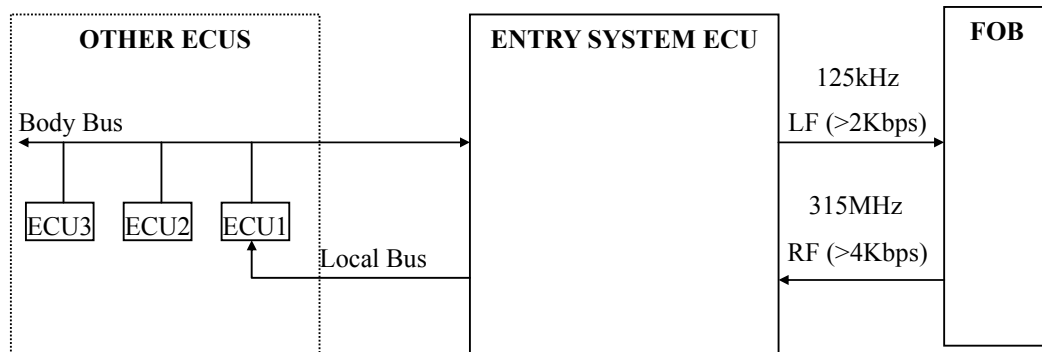 OTHER ECUS
Body Bus
ECU3
ECU2
ECU1
Local Bus
ENTRY SYSTEM ECU
125kHz
LF (>2Kbps)
315MHz
RF (>4Kbps)
FOB